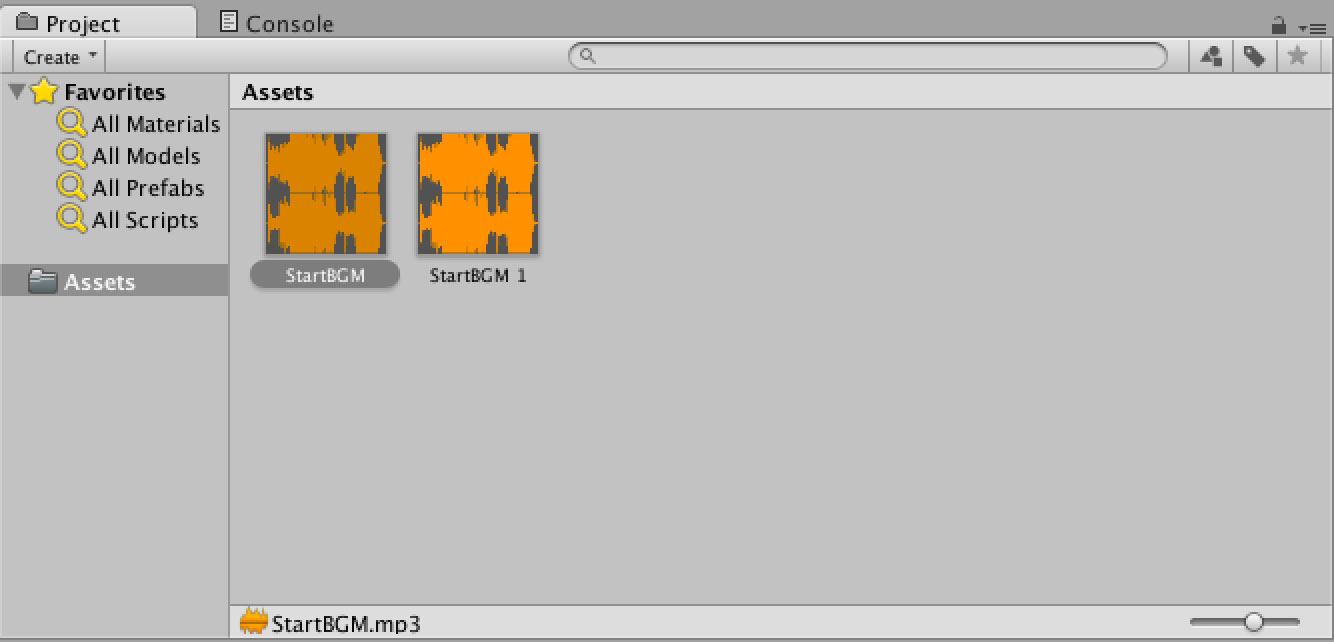 Project
Console
Create
Favorites
All Materials
All Models
All Prefabs
All Scripts
Assets
Assets
StartBGM
StartBGM 1
StartBGM.mp3